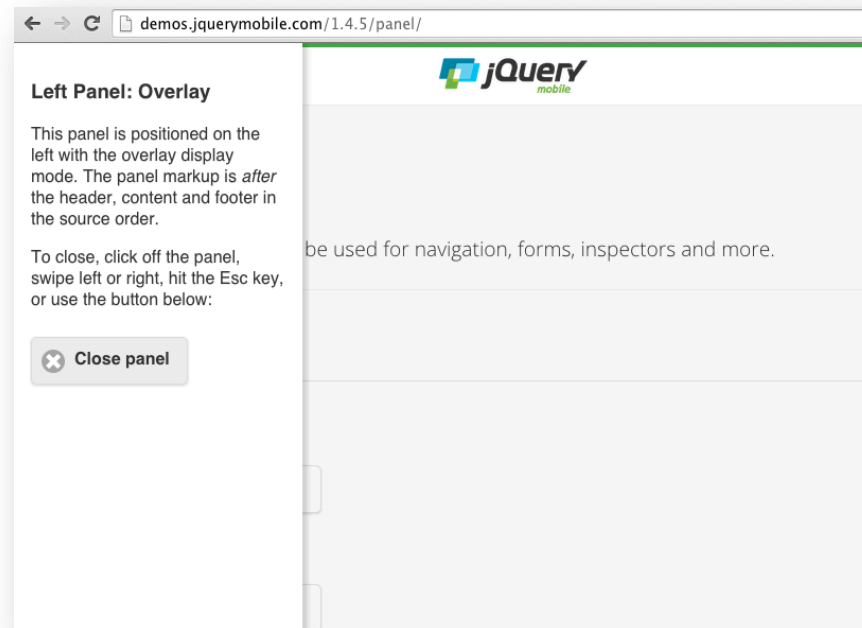 demos.jquerymobile.com/1.4.5/panel/
jQuery
mobile
Left Panel: Overlay
This panel is positioned on the
left with the overlay display
mode. The panel markup is after
the header, content and footer in
the source order.
To close, click off the panel,
swipe left or right, hit the Esc key,
or use the button below:
Close panel
be used for navigation, forms, inspectors and more.